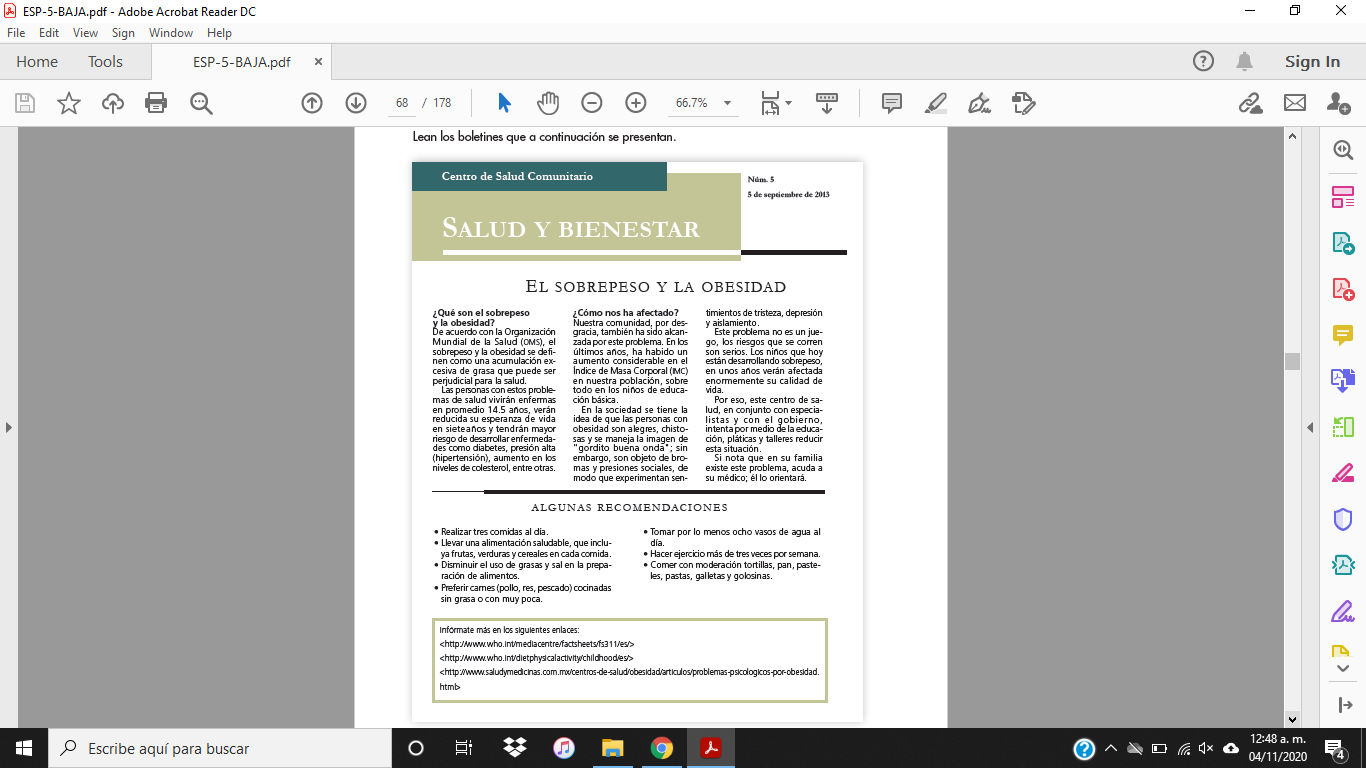 ESP-5-BAJA.pdf - Adobe Acrobat Reader DC
File Edit View Sign Window Help
Home Tools ESP-5-BAJA.pdf × Sign In
68 / 178 66.7%
Lean los boletines que a continuación se presentan.
Centro de Salud Comunitario
Núm. 5
5 de septiembre de 2013
SALUD Y BIENESTAR
EL SOBREPESO Y LA OBESIDAD
¿Qué son el sobrepeso
y la obesidad?
De acuerdo con la Organización
Mundial de la Salud (OMS), el
sobrepeso y la obesidad se defi-
nen como una acumulación ex-
cesiva de grasa que puede ser
perjudicial para la salud.
Las personas con estos proble-
mas de salud vivirán enfermas
en promedio 14.5 años, verán
reducida su esperanza de vida
en siete años y tendrán mayor
riesgo de desarrollar enfermeda-
des como diabetes, presión alta
(hipertensión), aumento en los
niveles de colesterol, entre otras.
¿Cómo nos ha afectado?
Nuestra comunidad, por des-
gracia, también ha sido alcan-
zada por este problema. En los
últimos años, ha habido un
aumento considerable en el
Índice de Masa Corporal (IMC)
en nuestra población, sobre
todo en los niños de educa-
ción básica.
En la sociedad se tiene la
idea de que las personas con
obesidad son alegres, chisto-
sas y se maneja la imagen de
"gordito buena onda"; sin
embargo, son objeto de bro-
mas y presiones sociales, de
modo que experimentan sen-
timientos de tristeza, depresión
y aislamiento.
Este problema no es un jue-
go, los riesgos que se corren
son serios. Los niños que hoy
están desarrollando sobrepeso,
en unos años verán afectada
enormemente su calidad de
vida.
Por eso, este centro de sa-
lud, en conjunto con especia-
listas y con el gobierno,
intenta por medio de la educa-
ción, pláticas y talleres reducir
esta situación.
Si nota que en su familia
existe este problema, acuda a
su médico; él lo orientará.
ALGUNAS RECOMENDACIONES
• Realizar tres comidas al día.
• Llevar una alimentación saludable, que inclu-
ya frutas, verduras y cereales en cada comida.
• Disminuir el uso de grasas y sal en la prepa-
ración de alimentos.
• Preferir carnes (pollo, res, pescado) cocinadas
sin grasa o con muy poca.
• Tomar por lo menos ocho vasos de agua al
día.
• Hacer ejercicio más de tres veces por semana.
• Comer con moderación tortillas, pan, paste-
les, pastas, galletas y golosinas.
Infórmate más en los siguientes enlaces:
<http://www.who.int/mediacentre/factsheets/fs311/es/>
<http://www.who.int/dietphysicalactivity/childhood/es/>
<http://www.saludymedicinas.com.mx/centros-de-salud/obesidad/articulos/problemas-psicologicos-por-obesidad.
html>
Escribe aquí para buscar
12:48 a. m.
04/11/2020
4